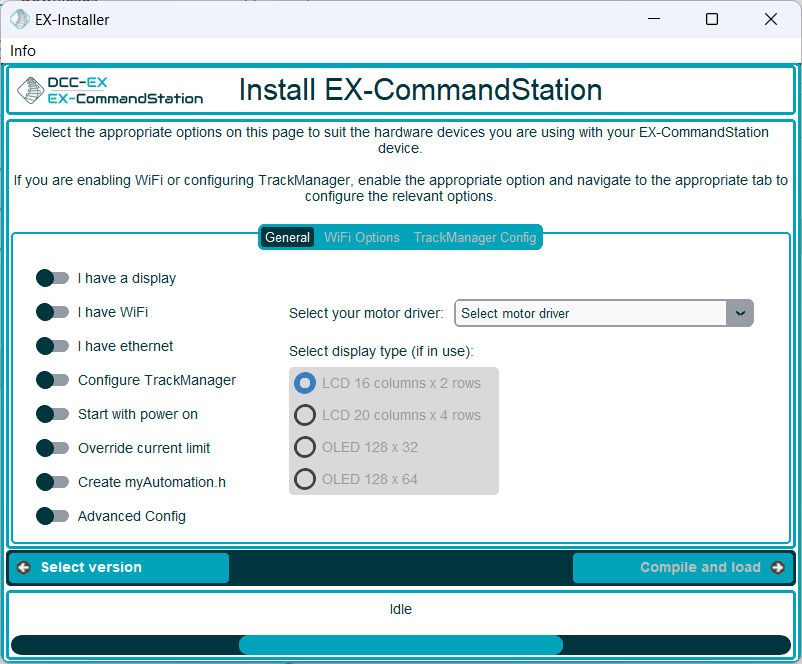 EX-Installer
Info
DCC-EX
EX-CommandStation
Install EX-CommandStation
Select the appropriate options on this page to suit the hardware devices you are using with your EX-CommandStation
device.
If you are enabling WiFi or configuring TrackManager, enable the appropriate option and navigate to the appropriate tab to
configure the relevant options.
General WiFi Options TrackManager Config
I have a display
I have WiFi
I have ethernet
Configure TrackManager
Start with power on
Override current limit
Create myAutomation.h
Advanced Config
Select your motor driver: Select motor driver
Select display type (if in use):
LCD 16 columns x 2 rows
LCD 20 columns x 4 rows
OLED 128 x 32
OLED 128 x 64
Select version
Compile and load
Idle